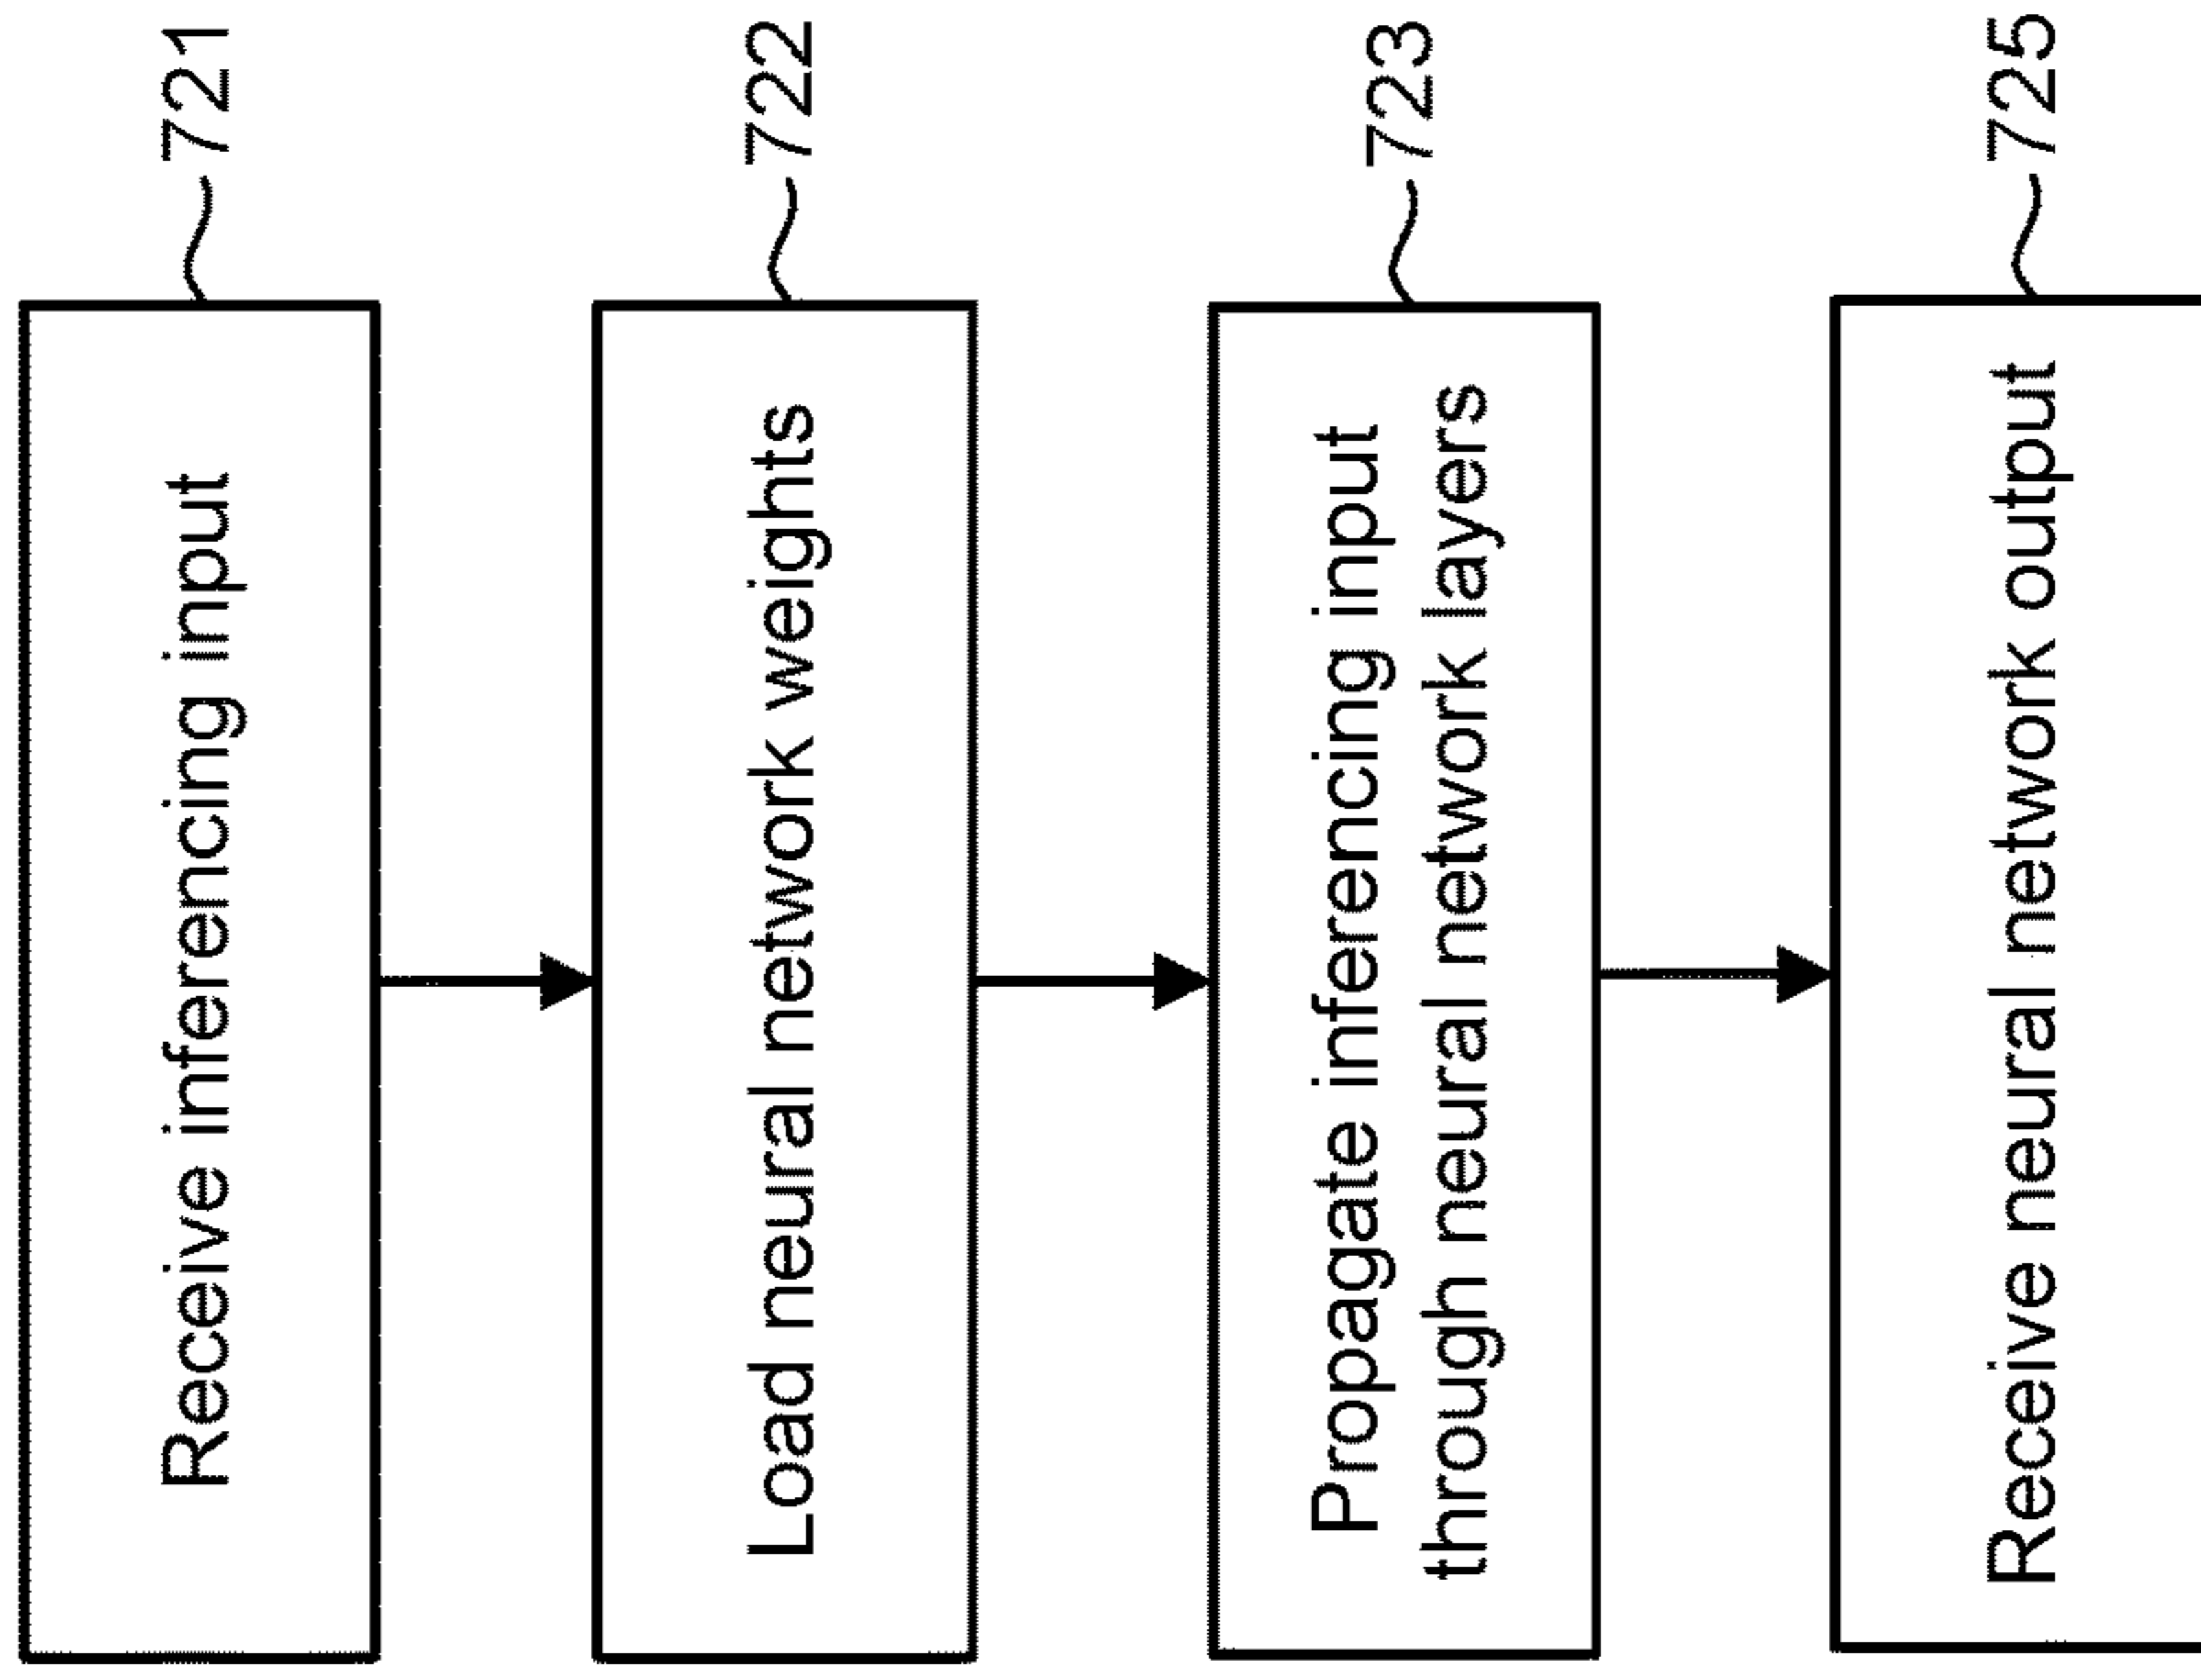 Receive inferencing input
721
Load neural network weights
722
Propagate inferencing input
through neural network layers
723
Receive neural network output
725